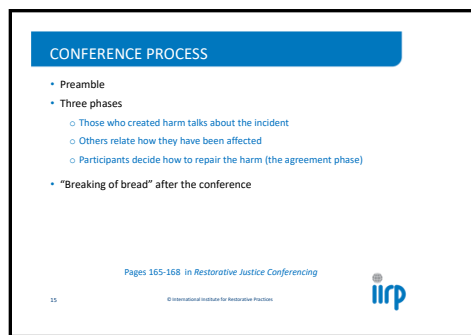 CONFERENCE PROCESS
• Preamble
• Three phases
o Those who created harm talks about the incident
o Others relate how they have been affected
o Participants decide how to repair the harm (the agreement phase)
• “Breaking of bread” after the conference
Pages 165-168 in Restorative Justice Conferencing
15
© International Institute for Restorative Practices
iirp